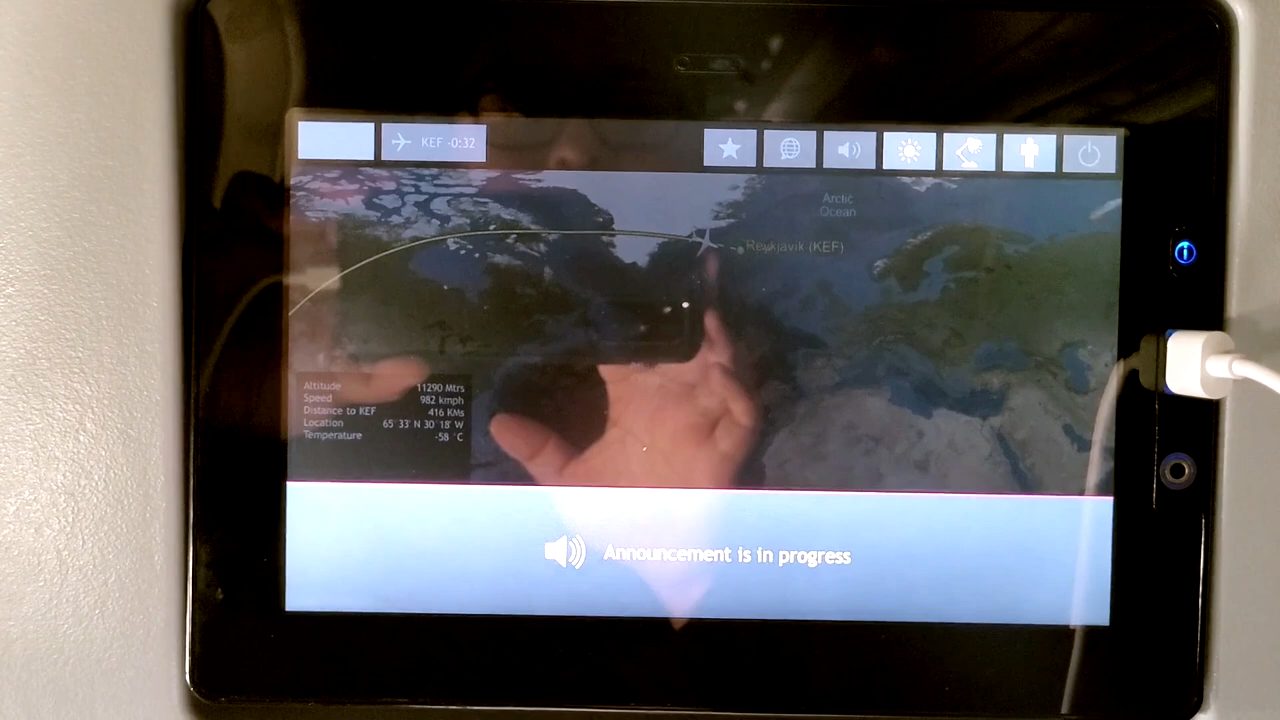 KEF -0:32
Arctic
Ocean
Reykjavik (KEF)
Altitude 11290 Mtrs
Speed 982 kmph
Distance to KEF 416 KMs
Location 65 33' N 30 18' W
Temperature -58 °C
Announcement is in progress